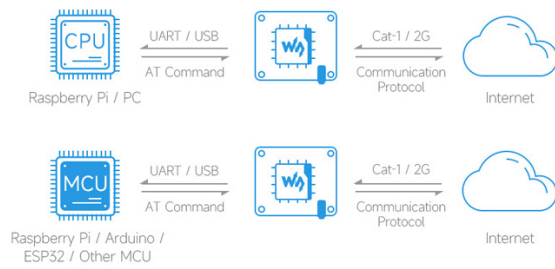 CPU
UART / USB
AT Command
Cat-1 / 2G
Communication
Protocol
Raspberry Pi / PC
Internet
MCU
UART / USB
AT Command
Cat-1 / 2G
Communication
Protocol
Raspberry Pi / Arduino /
ESP32 / Other MCU
Internet